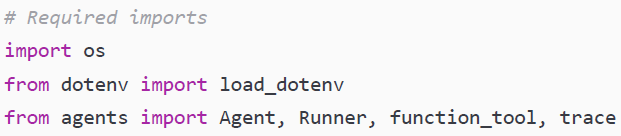 # Required imports
import os
from dotenv import load_dotenv
from agents import Agent, Runner, function_tool, trace